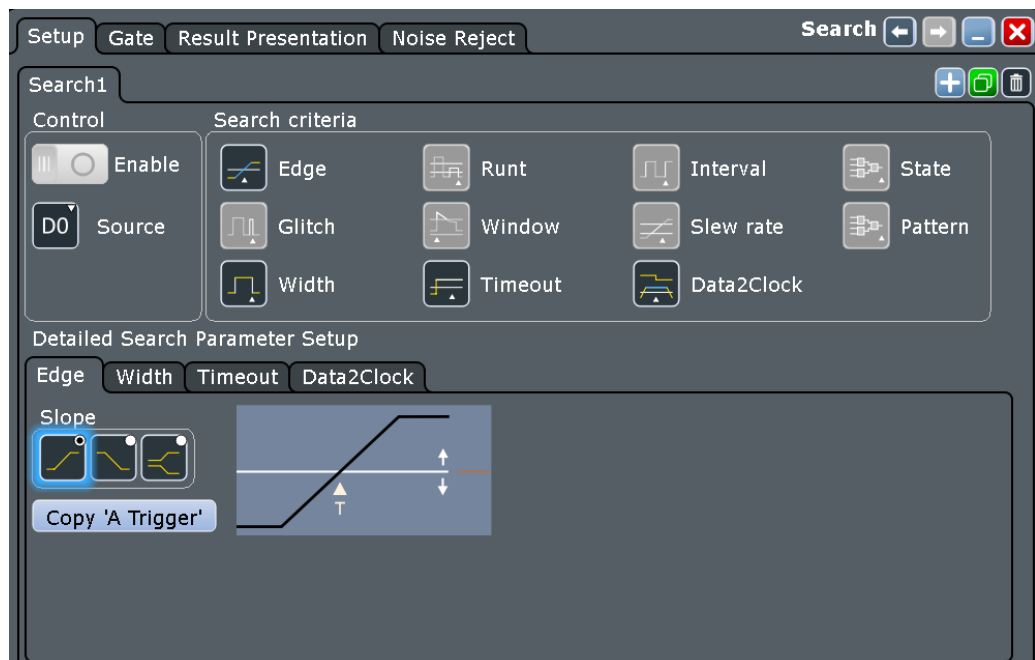 Setup Gate Result Presentation Noise Reject Search
Search1
Control Search criteria
Enable Edge Runt Interval State
D0 Source Glitch Window Slew rate Pattern
Width Timeout Data2Clock
Detailed Search Parameter Setup
Edge Width Timeout Data2Clock
Slope
T
Copy 'A Trigger'